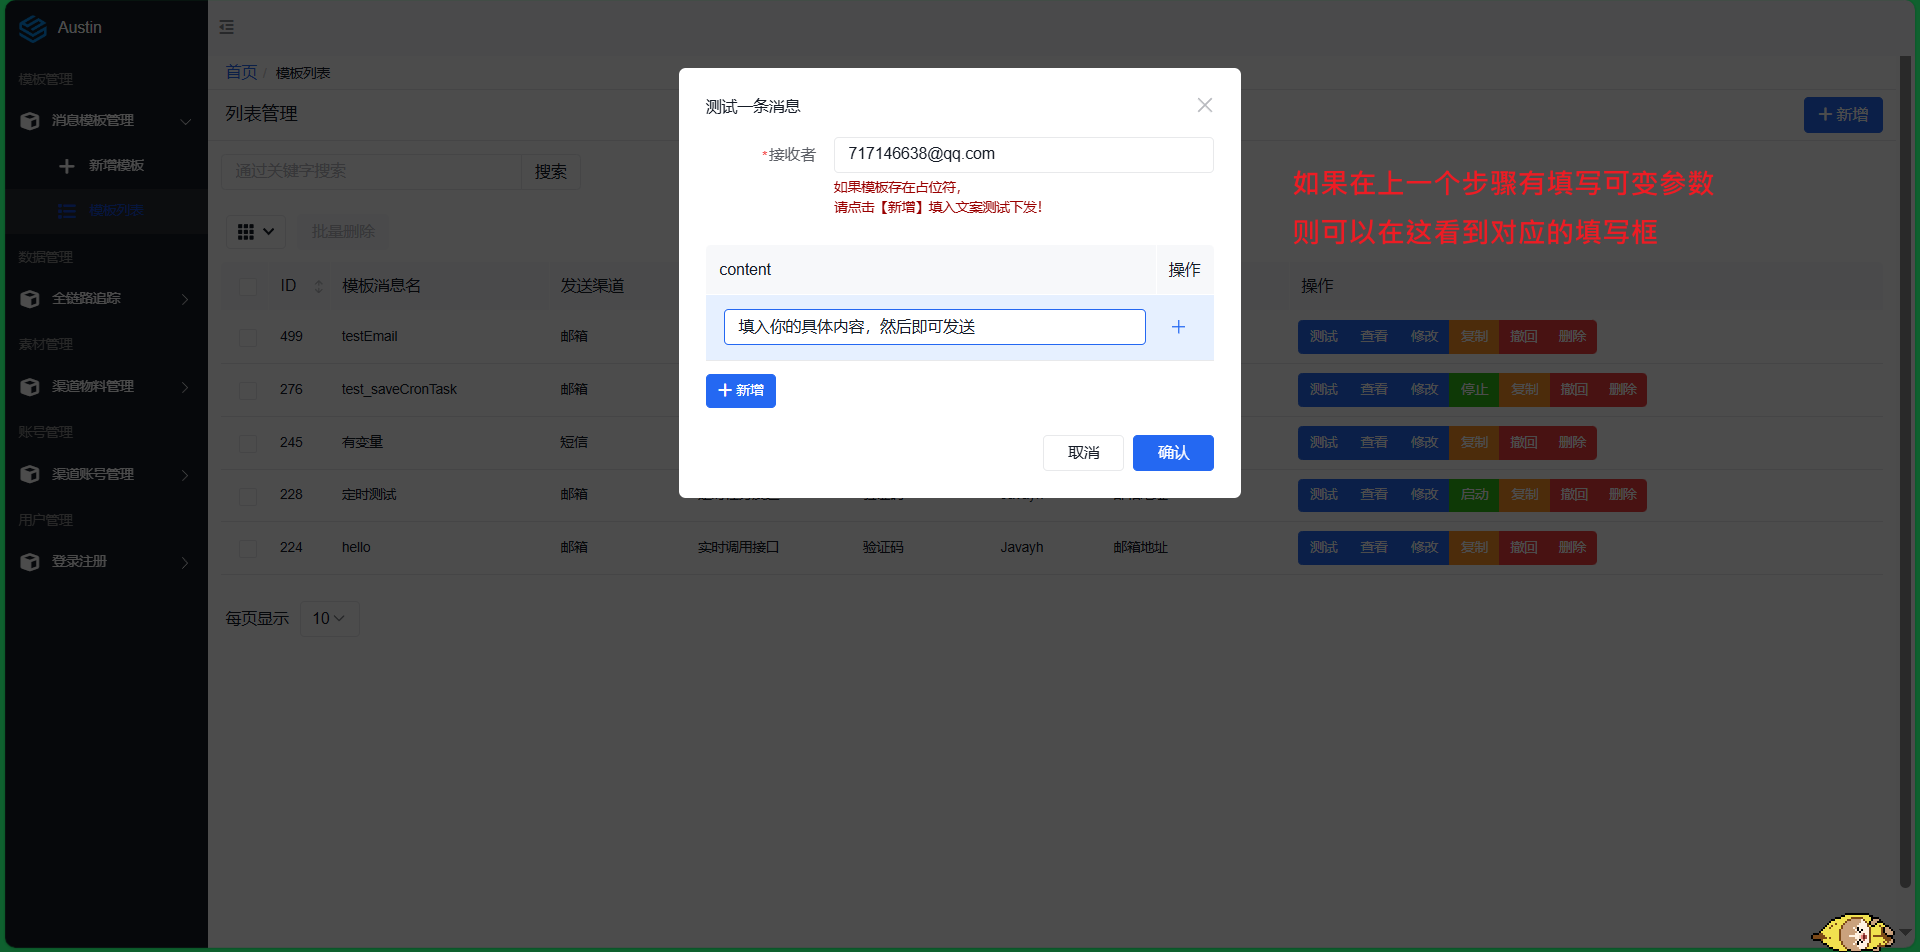 Austin
模板管理
消息模板管理
新增模板
模板列表
数据管理
全链路追踪
素材管理
渠道物料管理
账号管理
渠道账号管理
用户管理
登录注册
首页 / 模板列表
列表管理
新增
通过关键字搜索 搜索
批量删除
ID 模板消息名 发送渠道 操作
499 testEmail 邮箱 测试 查看 修改 复制 撤回 删除
276 test_saveCronTask 邮箱 测试 查看 修改 停止 复制 撤回 删除
245 有变量 短信 测试 查看 修改 复制 撤回 删除
228 定时测试 邮箱 测试 查看 修改 启动 复制 撤回 删除
224 hello 邮箱 实时调用接口 验证码 Javayh 邮箱地址 测试 查看 修改 复制 撤回 删除
每页显示 10
测试一条消息
*接收者 717146638@qq.com
如果模板存在占位符，
请点击【新增】填入文案测试下发！
content 操作
填入你的具体内容，然后即可发送
新增
取消 确认
如果在上一个步骤有填写可变参数
则可以在这看到对应的填写框